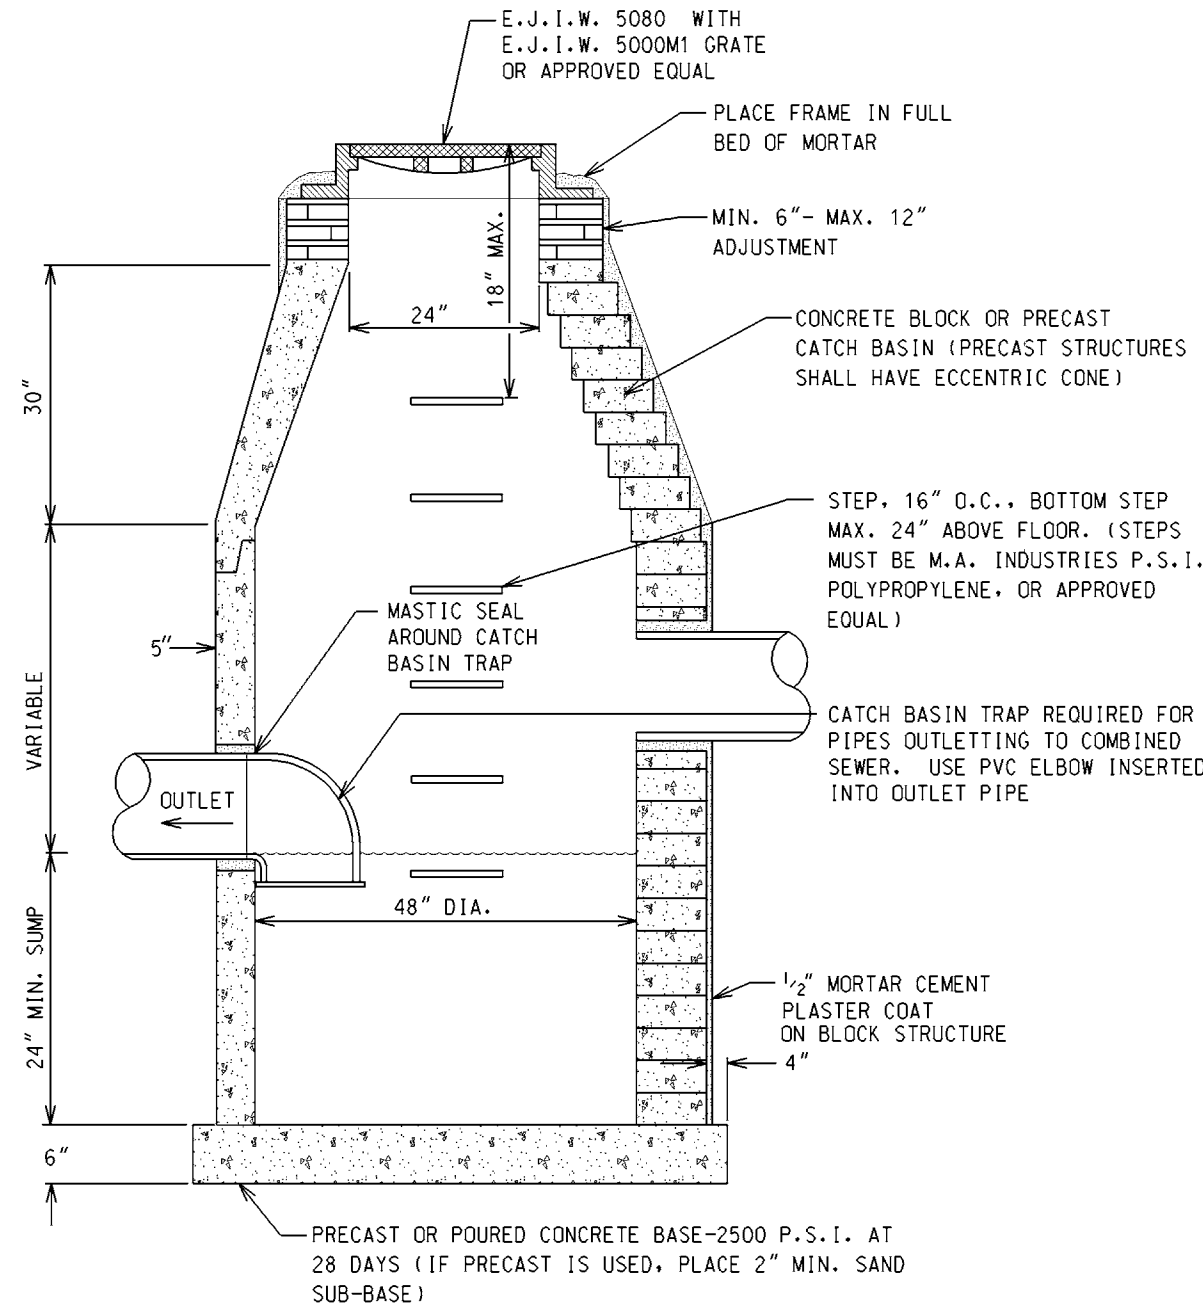 E.J.I.W. 5080 WITH
E.J.I.W. 5000M1 GRATE
OR APPROVED EQUAL
PLACE FRAME IN FULL
BED OF MORTAR
MIN. 6"- MAX. 12"
ADJUSTMENT
18" MAX.
24"
CONCRETE BLOCK OR PRECAST
CATCH BASIN (PRECAST STRUCTURES
SHALL HAVE ECCENTRIC CONE)
30"
STEP, 16" O.C., BOTTOM STEP
MAX. 24" ABOVE FLOOR. (STEPS
MUST BE M.A. INDUSTRIES P.S.I.
POLYPROPYLENE, OR APPROVED
EQUAL)
MASTIC SEAL
AROUND CATCH
BASIN TRAP
5"
VARIABLE
CATCH BASIN TRAP REQUIRED FOR
PIPES OUTLETTING TO COMBINED
SEWER. USE PVC ELBOW INSERTED
INTO OUTLET PIPE
OUTLET
48" DIA.
24" MIN. SUMP
1/2" MORTAR CEMENT
PLASTER COAT
ON BLOCK STRUCTURE
4"
6"
PRECAST OR POURED CONCRETE BASE-2500 P.S.I. AT
28 DAYS (IF PRECAST IS USED, PLACE 2" MIN. SAND
SUB-BASE)